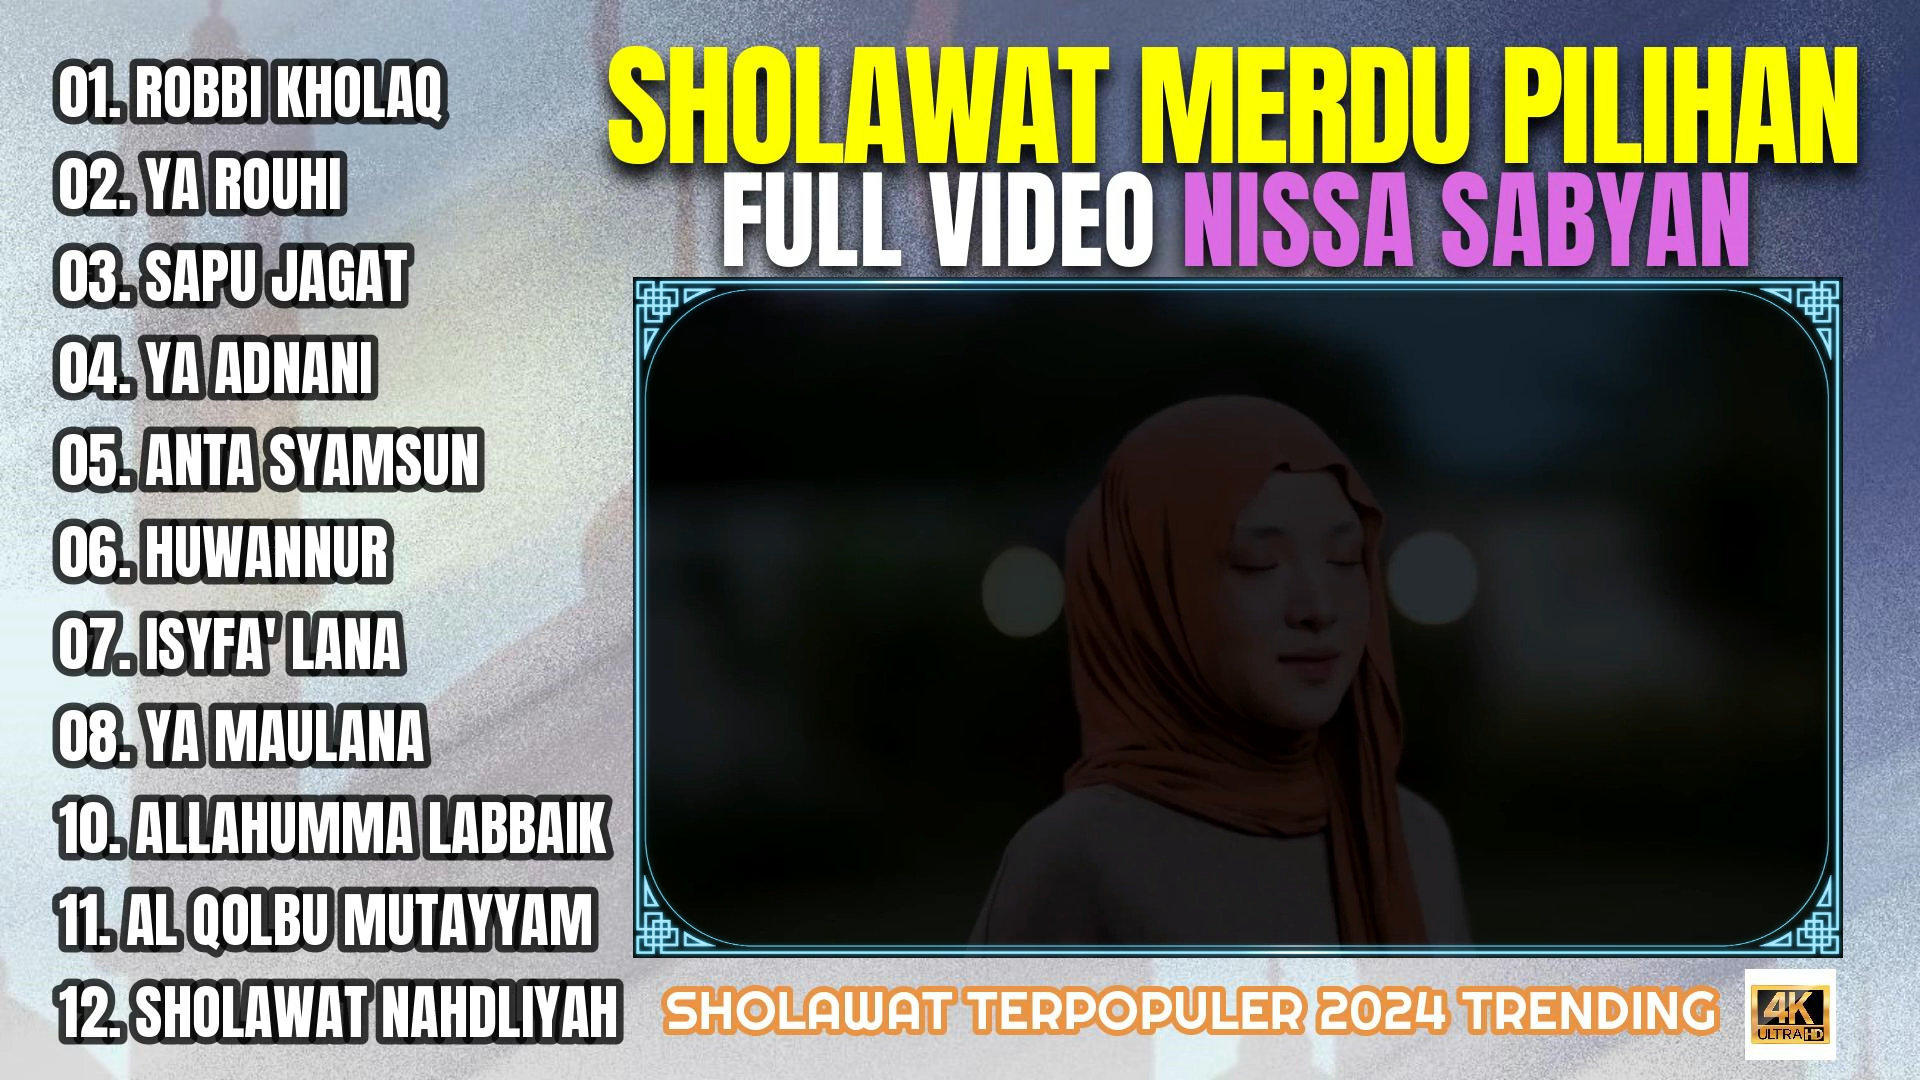 01. ROBBI KHOLAQ
02. YA ROUHI
03. SAPU JAGAT
04. YA ADNANI
05. ANTA SYAMSUN
06. HUWANNUR
07. ISYFA' LANA
08. YA MAULANA
10. ALLAHUMMA LABBAIK
11. AL QOLBU MUTAYYAM
12. SHOLAWAT NAHDLIYAH
SHOLAWAT MERDU PILIHAN
FULL VIDEO NISSA SABYAN
SHOLAWAT TERPOPULER 2024 TRENDING
4K
ULTRA HD